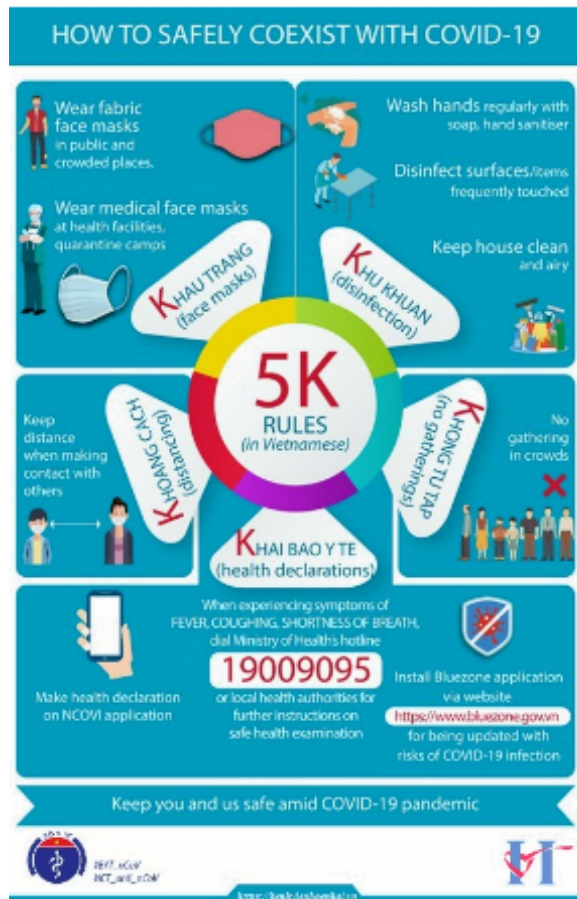 HOW TO SAFELY COEXIST WITH COVID-19
Wear fabric
face masks
in public and
crowded places.
Wear medical face masks
at health facilities,
quarantine camps
KHAU TRANG
(face masks)
Wash hands regularly with
soap, hand sanitiser
Disinfect surfaces/items
frequently touched
Keep house clean
and airy
KHU KHUAN
(disinfection)
5K
RULES
(in Vietnamese)
Keep
distance
when making
contact with
others
KHOANG CACH
(distancing)
KHONG TU TAP
(no gatherings)
No
gathering
in crowds
KHAI BAO Y TE
(health declarations)
Make health declaration
on NCOVI application
When experiencing symptoms of
FEVER, COUGHING, SHORTNESS OF BREATH,
dial Ministry of Health's hotline
19009095
or local health authorities for
further instructions on
safe health examination
Install Bluezone application
via website
https://www.bluezone.gov.vn
for being updated with
risks of COVID-19 infection
Keep you and us safe amid COVID-19 pandemic